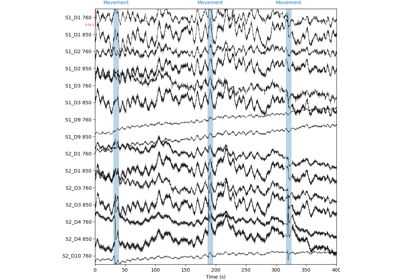 Movement Movement Movement
S1_D1 760
S1_D1 850
S1_D2 760
S2_D2 850
S1_D3 760
S1_D3 850
S1_D9 760
S1_D9 850
S2_D1 760
S2_D1 850
S2_D3 760
S2_D3 850
S2_D4 760
S2_D4 850
S2_D10 760
0 50 100 150 200 250 300 350 400
Time (s)